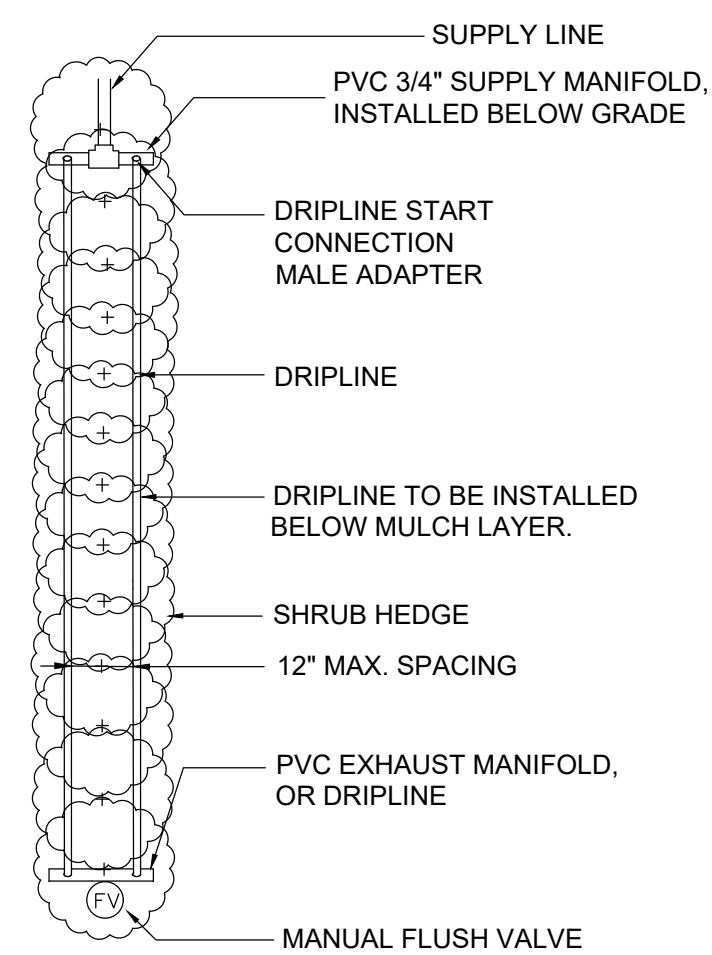 SUPPLY LINE
PVC 3/4" SUPPLY MANIFOLD,
INSTALLED BELOW GRADE
DRIPLINE START
CONNECTION
MALE ADAPTER
DRIPLINE
DRIPLINE TO BE INSTALLED
BELOW MULCH LAYER.
SHRUB HEDGE
12" MAX. SPACING
PVC EXHAUST MANIFOLD,
OR DRIPLINE
FV
MANUAL FLUSH VALVE